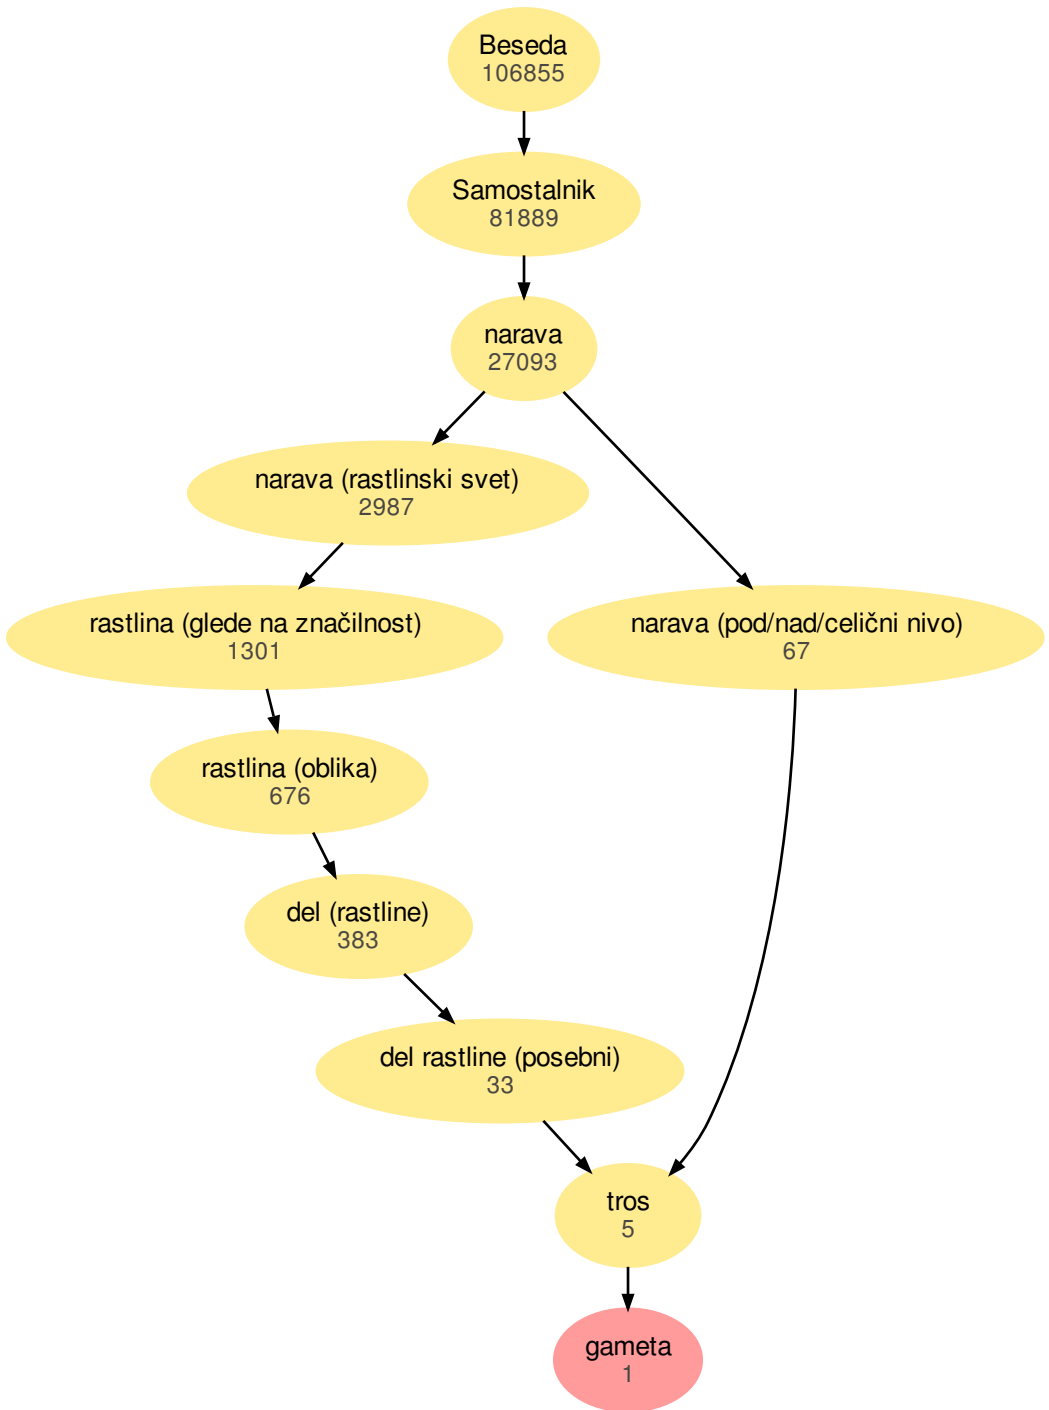 Beseda
106855
Samostalnik
81889
narava
27093
narava (rastlinski svet)
2987
rastlina (glede na značilnost)
1301
narava (pod/nad/celični nivo)
67
rastlina (oblika)
676
del (rastline)
383
del rastline (posebni)
33
tros
5
gameta
1